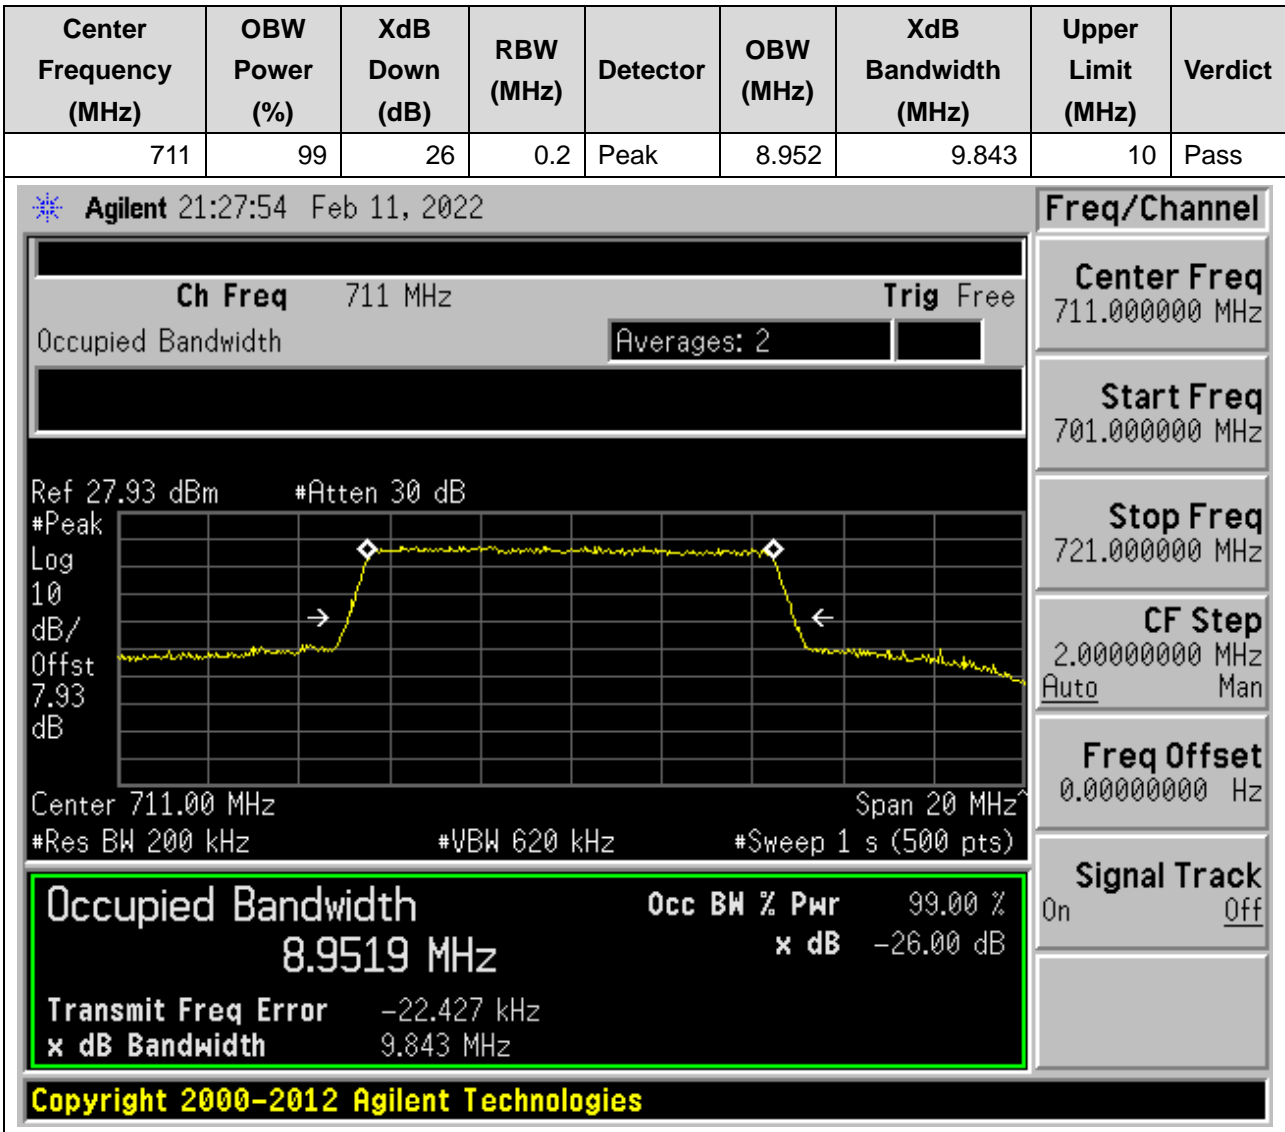 Center Frequency (MHz) OBW Power (%) XdB Down (dB) RBW (MHz) Detector OBW (MHz) XdB Bandwidth (MHz) Upper Limit (MHz) Verdict
711 99 26 0.2 Peak 8.952 9.843 10 Pass
Agilent 21:27:54 Feb 11, 2022
Freq/Channel
Ch Freq 711 MHz Trig Free
Occupied Bandwidth Averages: 2
Center Freq
711.000000 MHz
Start Freq
701.000000 MHz
Stop Freq
721.000000 MHz
CF Step
2.00000000 MHz
Auto Man
Freq Offset
0.00000000 Hz
Signal Track
On Off
Ref 27.93 dBm #Atten 30 dB
#Peak
Log
10
dB/
Offst
7.93
dB
Center 711.00 MHz Span 20 MHz^
#Res BW 200 kHz #VBW 620 kHz #Sweep 1 s (500 pts)
Occupied Bandwidth Occ BW % Pwr 99.00 %
8.9519 MHz x dB -26.00 dB
Transmit Freq Error -22.427 kHz
x dB Bandwidth 9.843 MHz
Copyright 2000-2012 Agilent Technologies